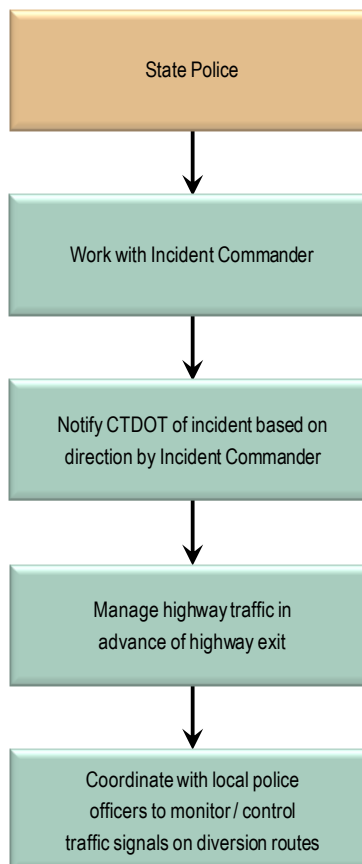 State Police
Work with Incident Commander
Notify CTDOT of incident based on
direction by Incident Commander
Manage highway traffic in
advance of highway exit
Coordinate with local police
officers to monitor / control
traffic signals on diversion routes